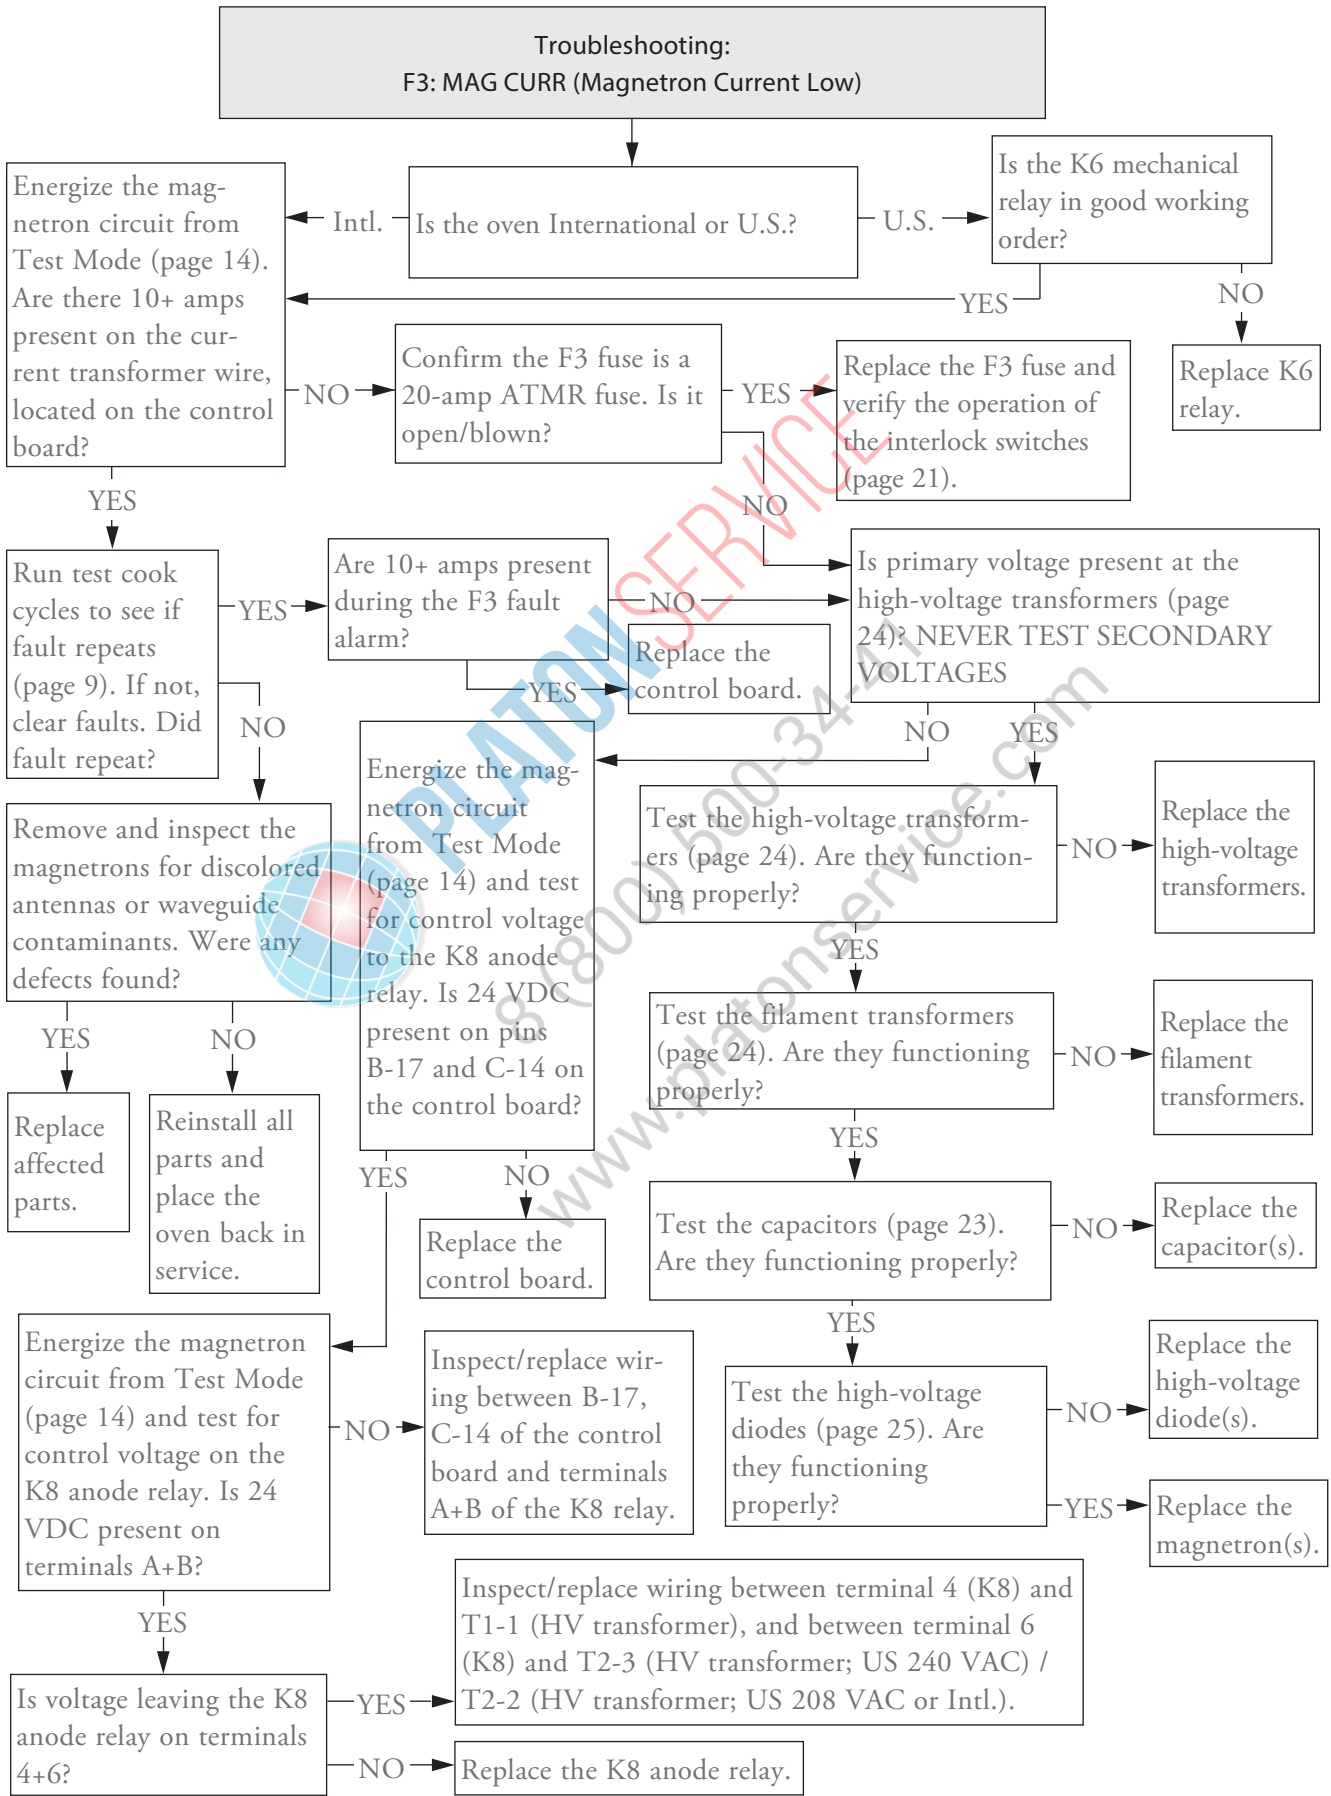 Troubleshooting:
F3: MAG CURR (Magnetron Current Low)
Energize the mag-
netron circuit from
Test Mode (page 14).
Are there 10+ amps
present on the cur-
rent transformer wire,
located on the control
board?
Intl.
Is the oven International or U.S.?
U.S.
Is the K6 mechanical
relay in good working
order?
YES
NO
Replace K6
relay.
NO
Confirm the F3 fuse is a
20-amp ATMR fuse. Is it
open/blown?
YES
Replace the F3 fuse and
verify the operation of
the interlock switches
(page 21).
NO
YES
Run test cook
cycles to see if
fault repeats
(page 9). If not,
clear faults. Did
fault repeat?
YES
Are 10+ amps present
during the F3 fault
alarm?
NO
Is primary voltage present at the
high-voltage transformers (page
24)? NEVER TEST SECONDARY
VOLTAGES
YES
Replace the
control board.
NO
NO
YES
Remove and inspect the
magnetrons for discolored
antennas or waveguide
contaminants. Were any
defects found?
YES
NO
Replace
affected
parts.
Reinstall all
parts and
place the
oven back in
service.
Energize the mag-
netron circuit
from Test Mode
(page 14) and test
for control voltage
to the K8 anode
relay. Is 24 VDC
present on pins
B-17 and C-14 on
the control board?
YES
NO
Replace the
control board.
Test the high-voltage transform-
ers (page 24). Are they function-
ing properly?
NO
Replace the
high-voltage
transformers.
YES
Test the filament transformers
(page 24). Are they functioning
properly?
NO
Replace the
filament
transformers.
YES
Test the capacitors (page 23).
Are they functioning properly?
NO
Replace the
capacitor(s).
YES
Test the high-voltage
diodes (page 25). Are
they functioning
properly?
NO
Replace the
high-voltage
diode(s).
YES
Replace the
magnetron(s).
Energize the magnetron
circuit from Test Mode
(page 14) and test for
control voltage on the
K8 anode relay. Is 24
VDC present on
terminals A+B?
NO
Inspect/replace wir-
ing between B-17,
C-14 of the control
board and terminals
A+B of the K8 relay.
YES
Is voltage leaving the K8
anode relay on terminals
4+6?
YES
Inspect/replace wiring between terminal 4 (K8) and
T1-1 (HV transformer), and between terminal 6
(K8) and T2-3 (HV transformer; US 240 VAC) /
T2-2 (HV transformer; US 208 VAC or Intl.).
NO
Replace the K8 anode relay.
PLATONSERVICE
8 (800) 500-34-41
www.platonservice.com